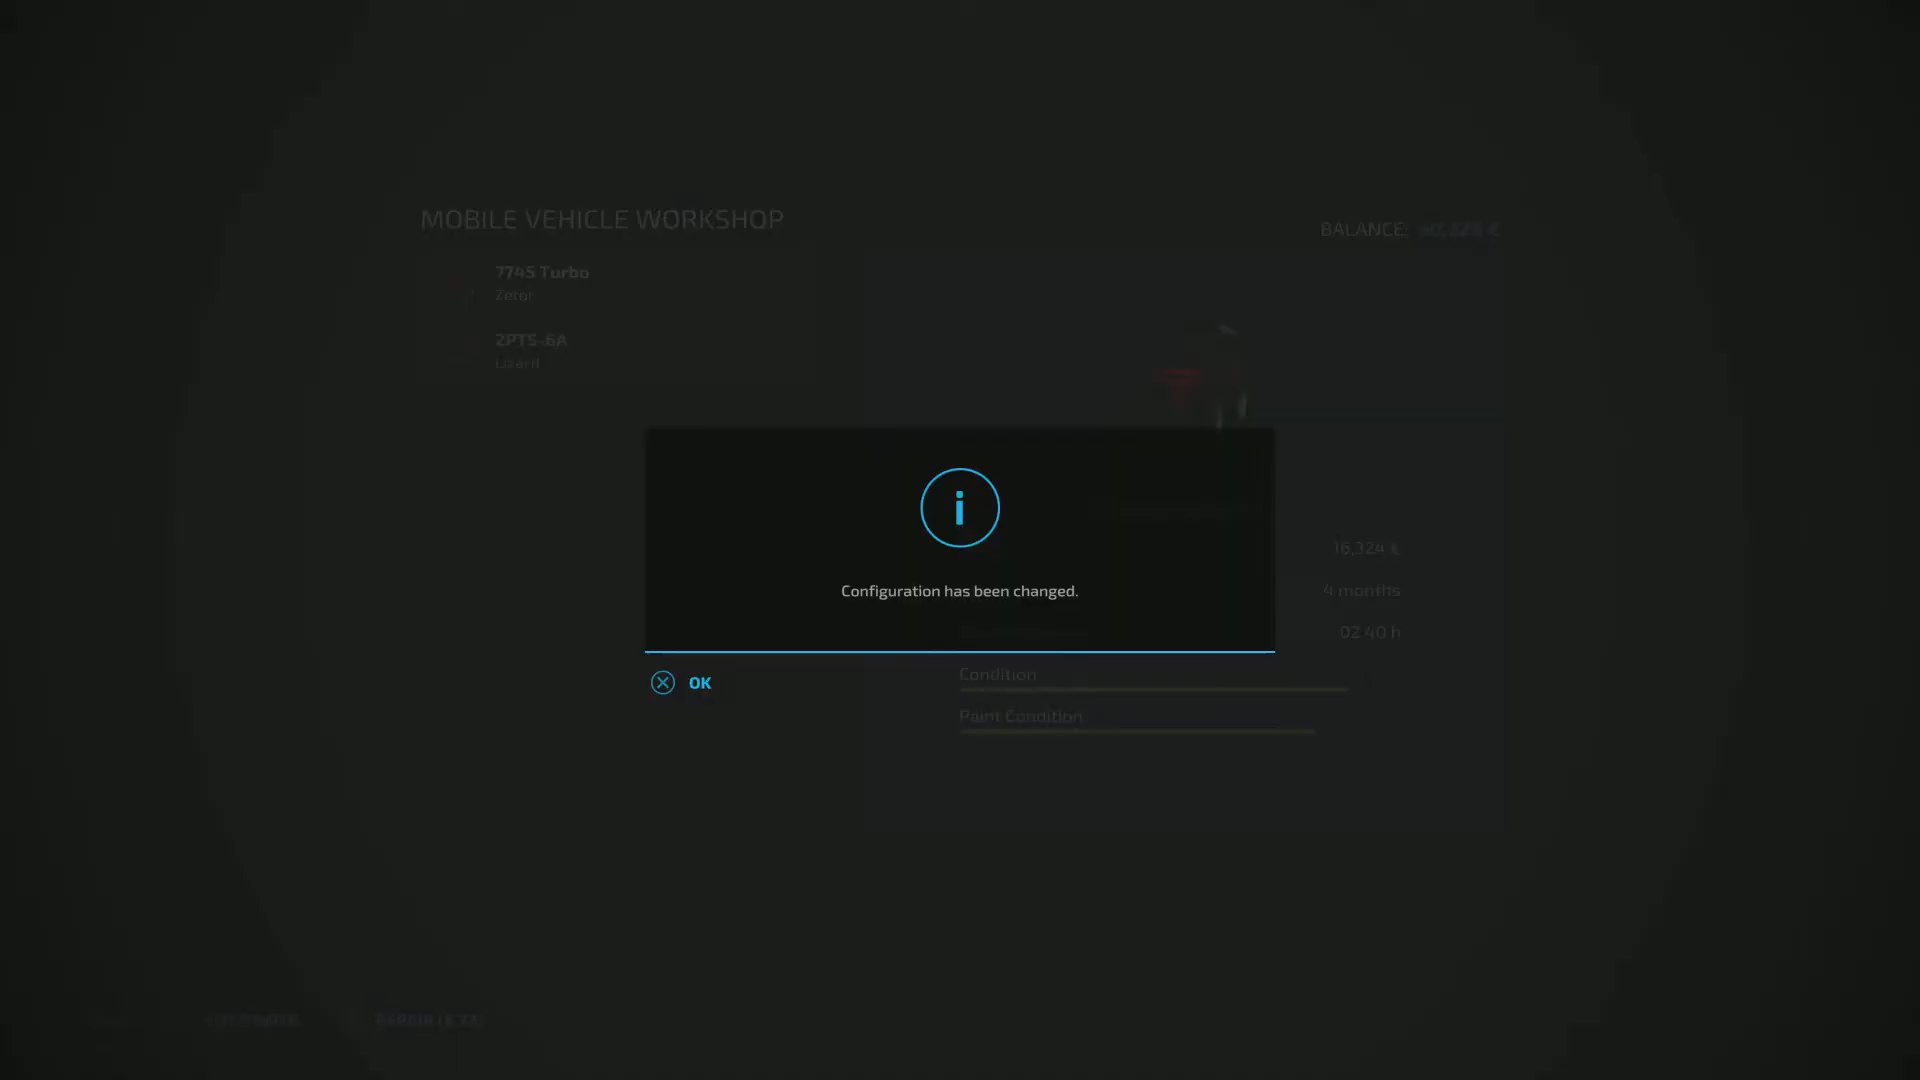 MOBILE VEHICLE WORKSHOP
BALANCE:
7745 Turbo
Zetor
2PTS-6A
Lizard
Configuration has been changed.
16,324 €
4 months
02:40 h
OK
Condition
Paint Condition